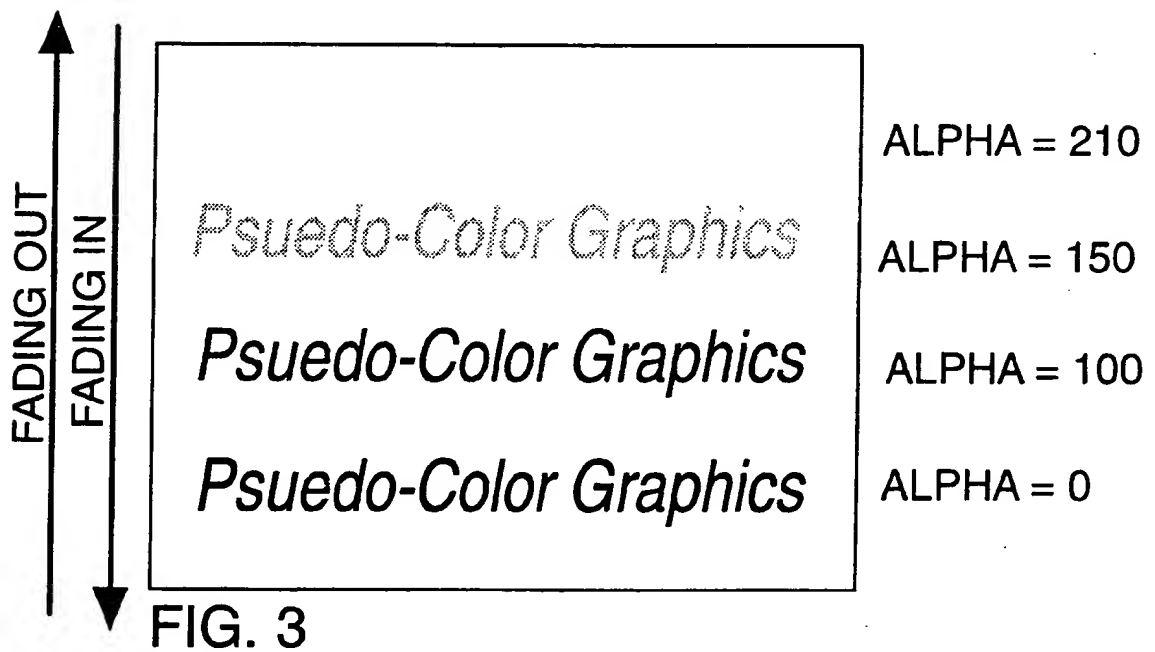 FADING OUT
FADING IN
ALPHA = 210
Psuedo-Color Graphics ALPHA = 150
Psuedo-Color Graphics ALPHA = 100
Psuedo-Color Graphics ALPHA = 0
FIG. 3